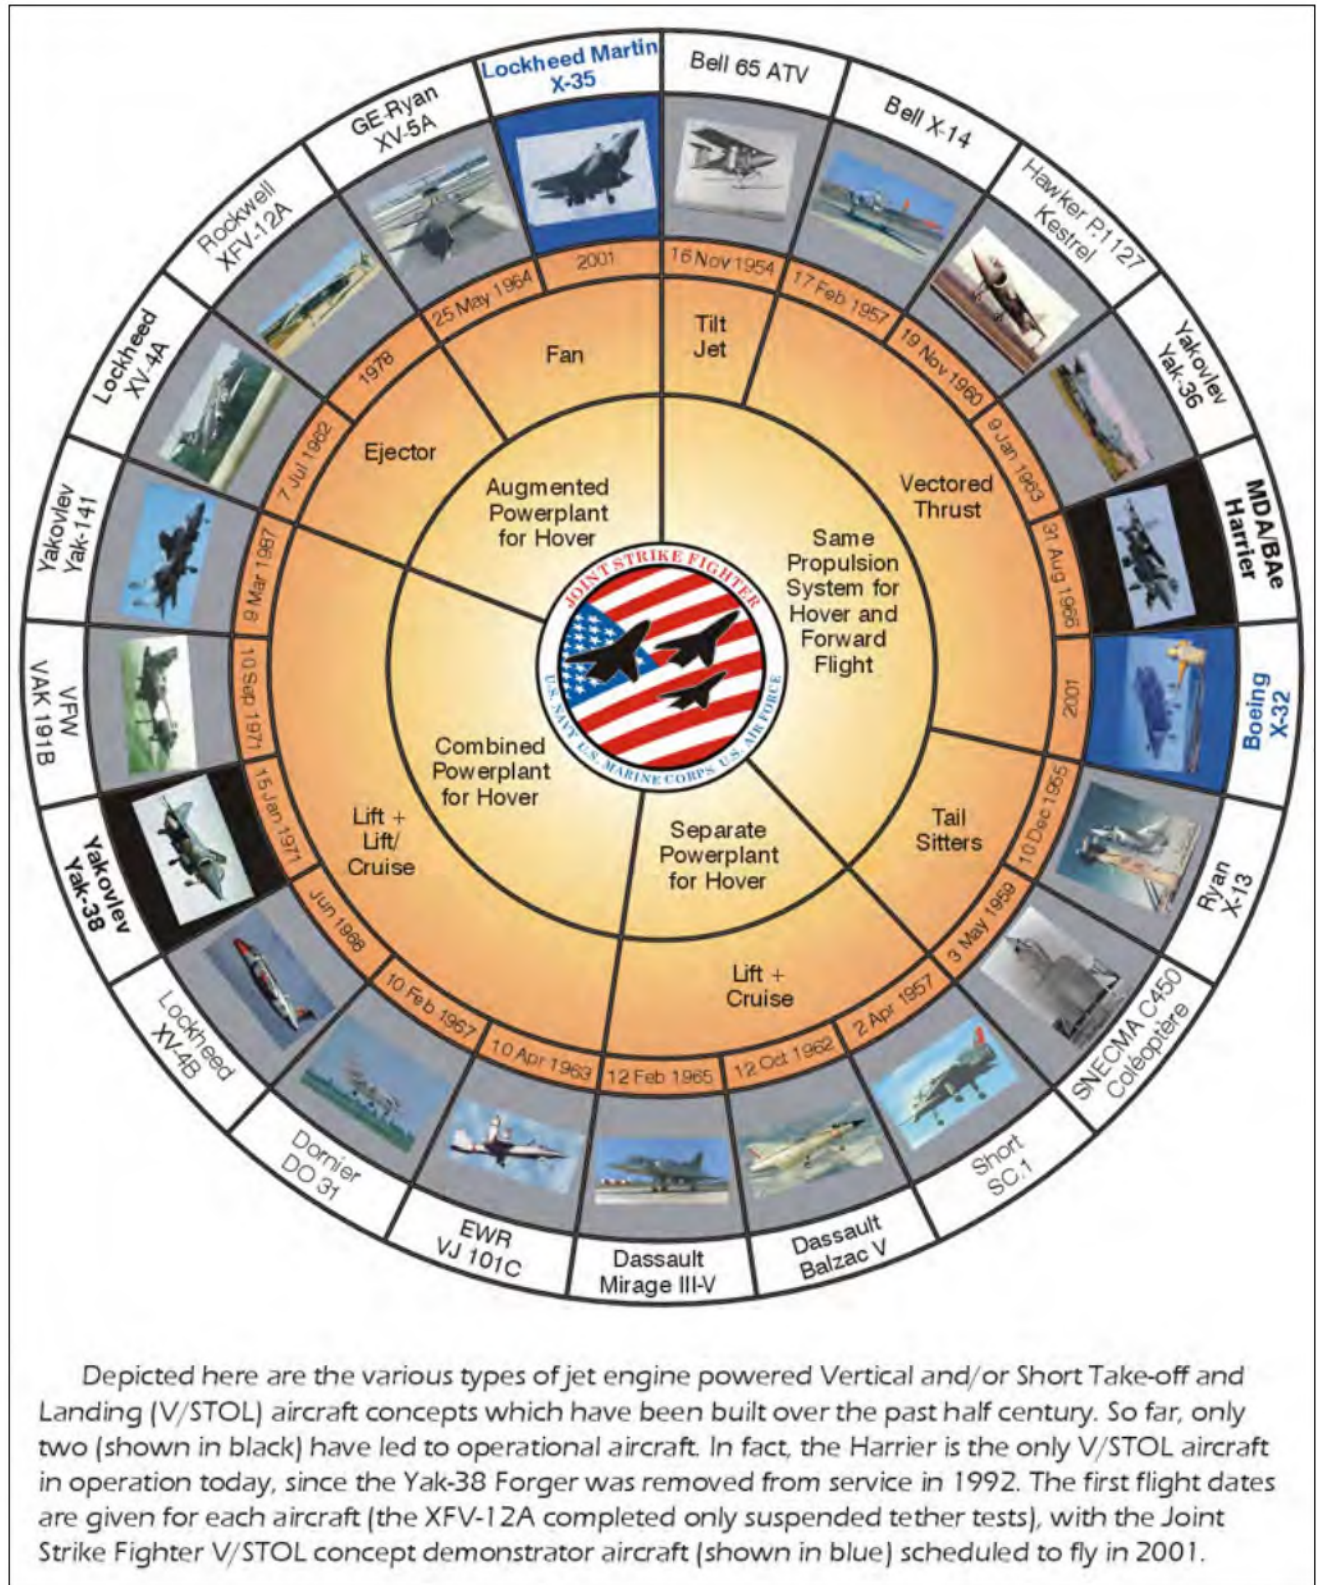 Lockheed Martin
X-35
Bell 65 ATV
Bell X-14
Hawker P.1127
Kestrel
Yakovlev
Yak-36
MDA/BAe
Harrier
Boeing
X-32
Ryan
X-13
SNECMA C450
Coléoptère
Short
SC.1
Dassault
Balzac V
Dassault
Mirage III-V
EWR
VJ 101C
Dornier
DO 31
Lockheed
XV-4B
Yakovlev
Yak-38
VFW
VAK 191B
Yakovlev
Yak-141
Lockheed
XV-4A
Rockwell
XFV-12A
GE-Ryan
XV-5A
2001
16 Nov 1954
17 Feb 1957
19 Nov 1960
9 Jan 1963
31 Aug 1966
2001
10 Dec 1955
3 May 1959
2 Apr 1957
12 Oct 1962
12 Feb 1965
10 Apr 1963
10 Feb 1967
Jun 1968
15 Jan 1971
10 Sep 1971
9 Mar 1987
7 Jul 1962
1978
25 May 1964
Fan
Tilt
Jet
Vectored
Thrust
Tail
Sitters
Lift +
Cruise
Lift +
Lift/
Cruise
Ejector
Augmented
Powerplant
for Hover
Same
Propulsion
System for
Hover and
Forward
Flight
Separate
Powerplant
for Hover
Combined
Powerplant
for Hover
JOINT STRIKE FIGHTER
U.S. NAVY U.S. MARINE CORPS U.S. AIR FORCE
Depicted here are the various types of jet engine powered Vertical and/or Short Take-off and
Landing (V/STOL) aircraft concepts which have been built over the past half century. So far, only
two (shown in black) have led to operational aircraft. In fact, the Harrier is the only V/STOL aircraft
in operation today, since the Yak-38 Forger was removed from service in 1992. The first flight dates
are given for each aircraft (the XFV-12A completed only suspended tether tests), with the Joint
Strike Fighter V/STOL concept demonstrator aircraft (shown in blue) scheduled to fly in 2001.